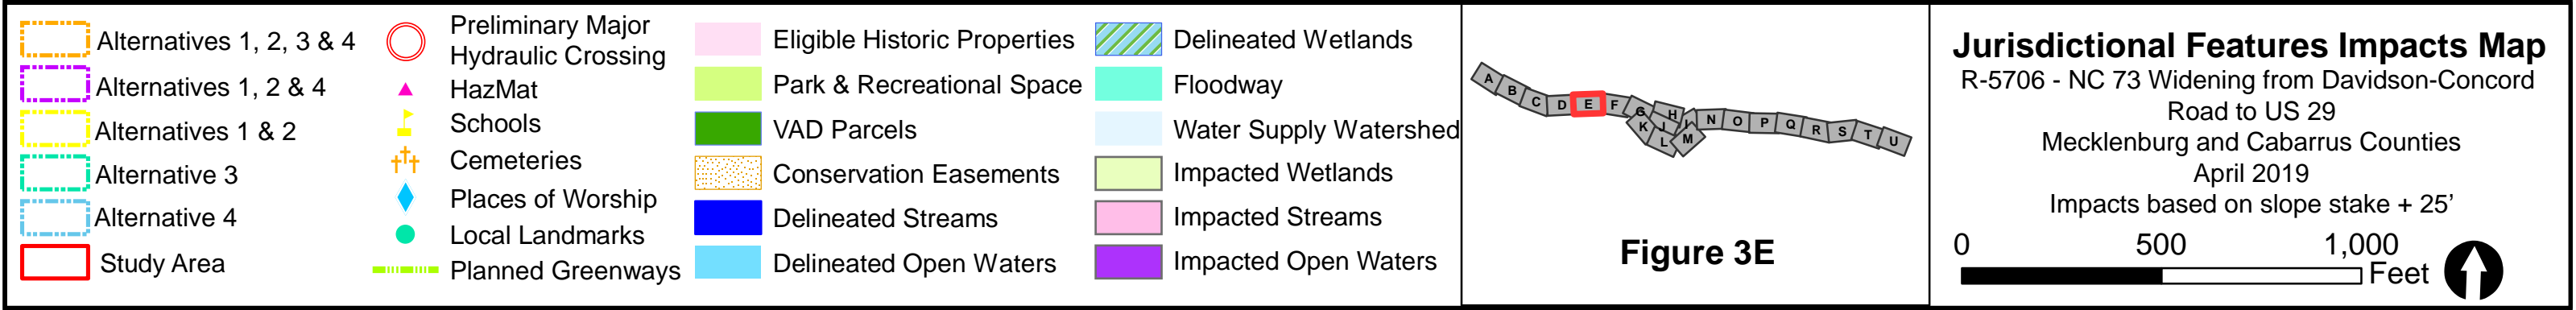 Alternatives 1, 2, 3 & 4
Alternatives 1, 2 & 4
Alternatives 1 & 2
Alternative 3
Alternative 4
Study Area
Preliminary Major
Hydraulic Crossing
HazMat
Schools
Cemeteries
Places of Worship
Local Landmarks
Planned Greenways
Eligible Historic Properties
Park & Recreational Space
VAD Parcels
Conservation Easements
Delineated Streams
Delineated Open Waters
Delineated Wetlands
Floodway
Water Supply Watershed
Impacted Wetlands
Impacted Streams
Impacted Open Waters
A B C D E F G H I N O P Q R S T U
K J
L M
Figure 3E
Jurisdictional Features Impacts Map
R-5706 - NC 73 Widening from Davidson-Concord
Road to US 29
Mecklenburg and Cabarrus Counties
April 2019
Impacts based on slope stake + 25’
0 500 1,000
Feet